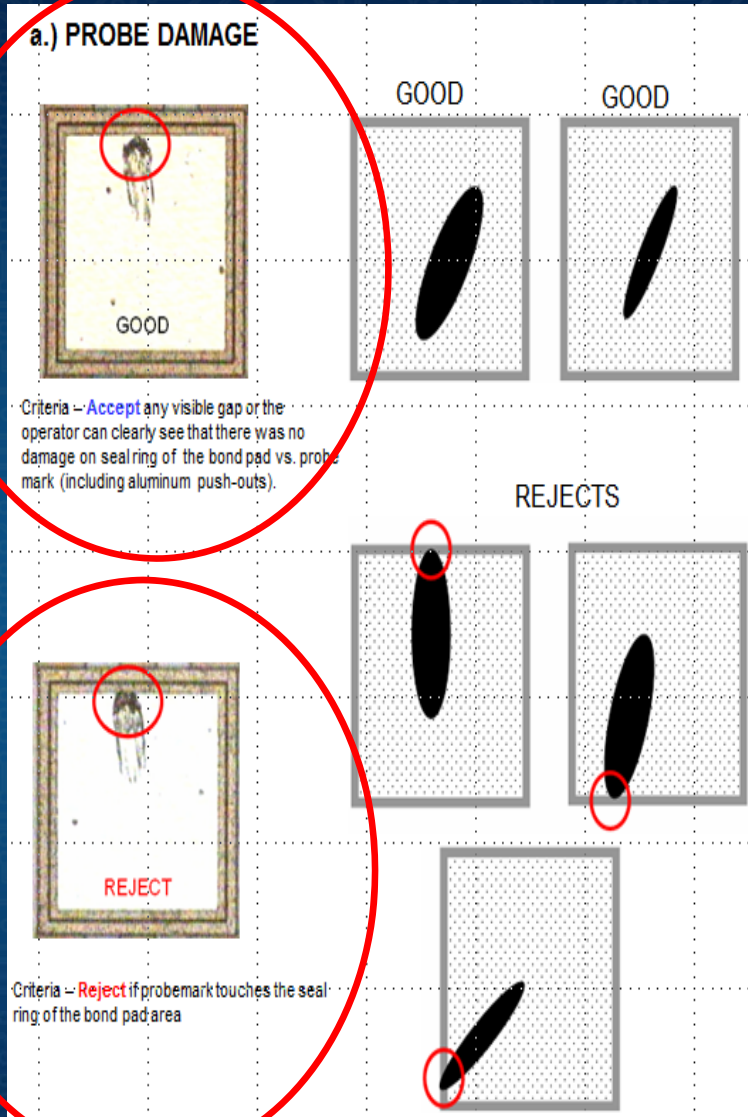 a.) PROBE DAMAGE
GOOD
Criteria – Accept any visible gap or the
operator can clearly see that there was no
damage on seal ring of the bond pad vs. probe
mark (including aluminum push-outs).
GOOD
GOOD
REJECTS
REJECT
Criteria – Reject if probemark touches the seal
ring of the bond pad area